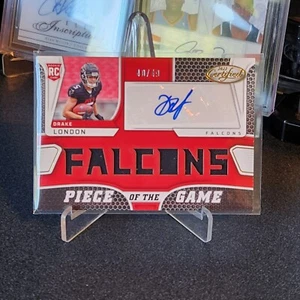 RC
DRAKE
LONDON
Certified
FALCONS
FALCONS
PIECE OF THE
GAME